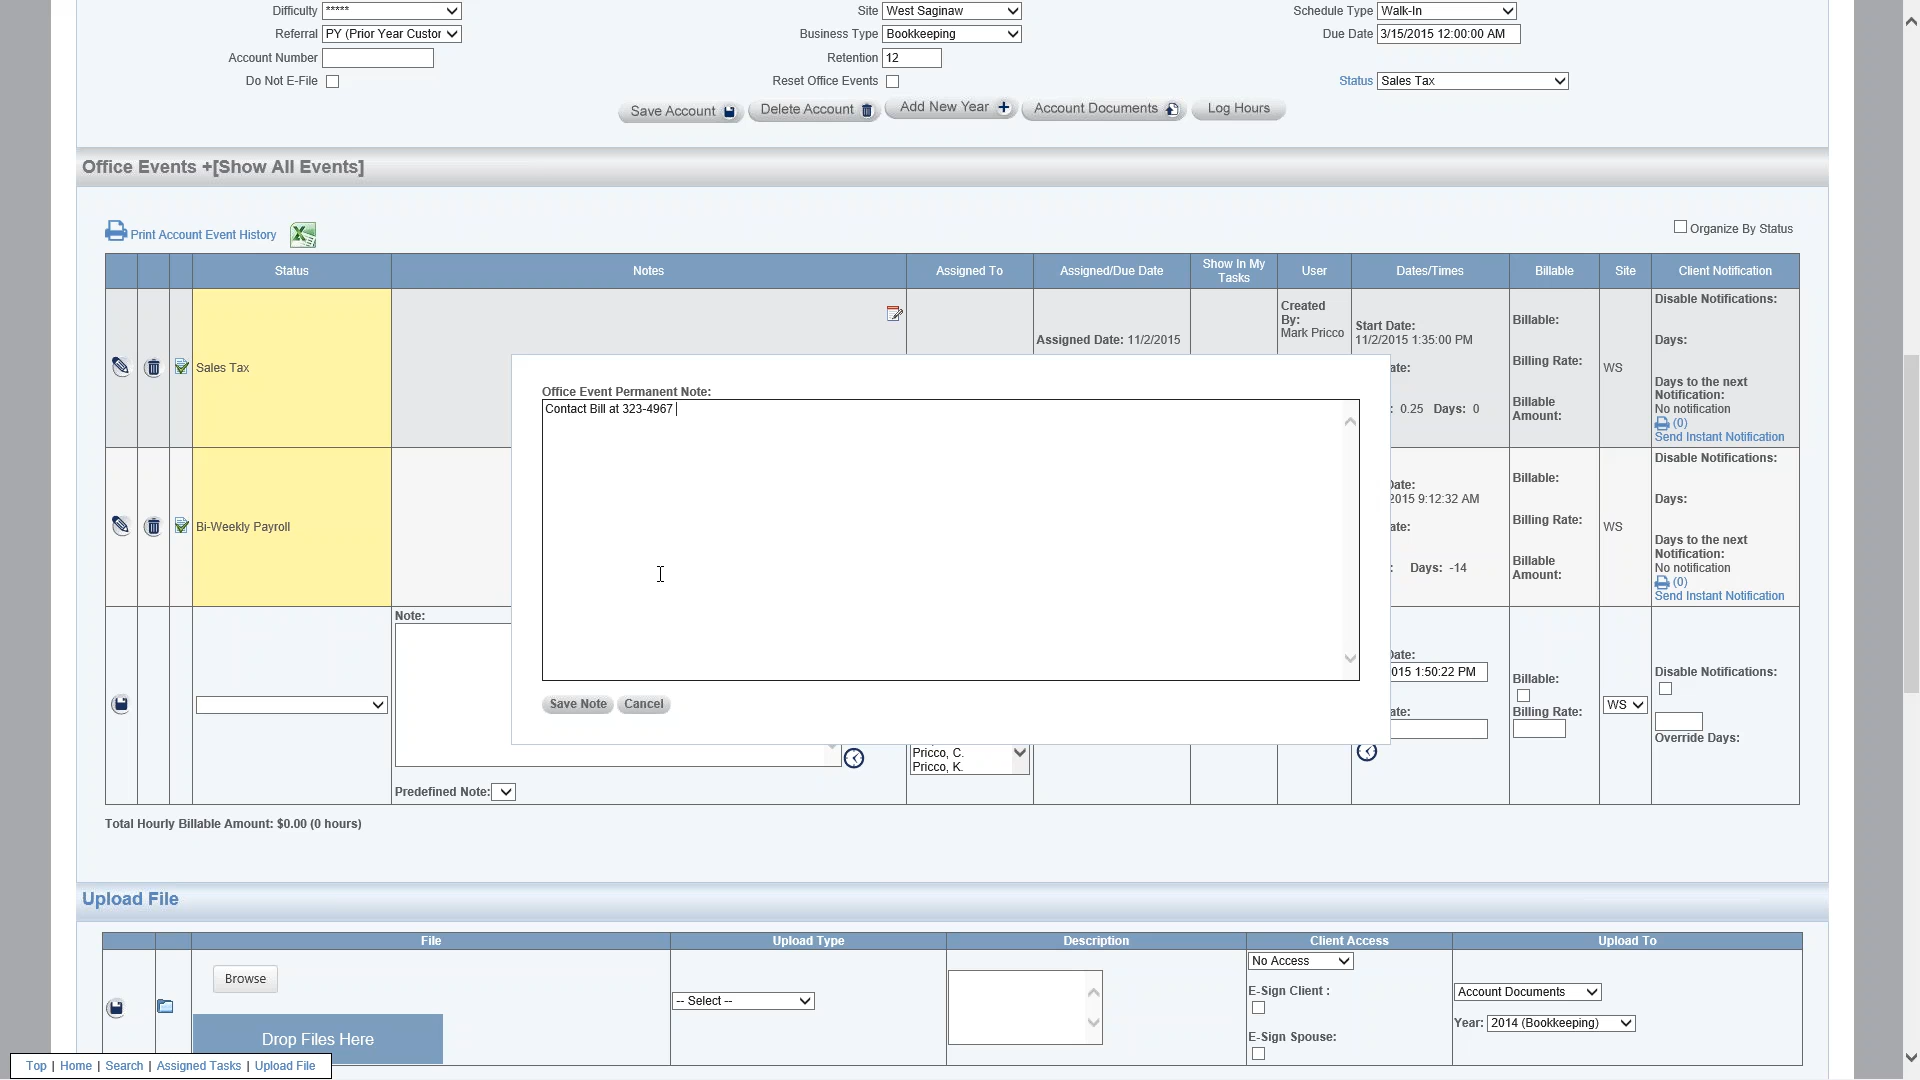 Difficulty ***** Site West Saginaw Schedule Type Walk-In
Referral PY (Prior Year Custor Business Type Bookkeeping Due Date 3/15/2015 12:00:00 AM
Account Number Retention 12
Do Not E-File Reset Office Events Status Sales Tax
Save Account Delete Account Add New Year Account Documents Log Hours
Office Events +[Show All Events]
Print Account Event History Organize By Status
Status Notes Assigned To Assigned/Due Date Show In My Tasks User Dates/Times Billable Site Client Notification
Sales Tax
Assigned Date: 11/2/2015
Created By:
Mark Pricco
Start Date:
11/2/2015 1:35:00 PM
ate:
: 0.25 Days: 0
Billable:
Billing Rate:
Billable Amount:
WS
Disable Notifications:
Days:
Days to the next
Notification:
No notification
(0)
Send Instant Notification
Office Event Permanent Note:
Contact Bill at 323-4967
Save Note Cancel
Bi-Weekly Payroll
Date:
2015 9:12:32 AM
ate:
: Days: -14
Billable:
Billing Rate:
Billable Amount:
WS
Disable Notifications:
Days:
Days to the next
Notification:
No notification
(0)
Send Instant Notification
Note:
Predefined Note:
Pricco, C.
Pricco, K.
Date:
015 1:50:22 PM
ate:
Billable:
Billing Rate:
WS
Disable Notifications:
Override Days:
Total Hourly Billable Amount: $0.00 (0 hours)
Upload File
File Upload Type Description Client Access Upload To
Browse
Drop Files Here
-- Select --
No Access
E-Sign Client :
E-Sign Spouse:
Account Documents
Year: 2014 (Bookkeeping)
Top | Home | Search | Assigned Tasks | Upload File